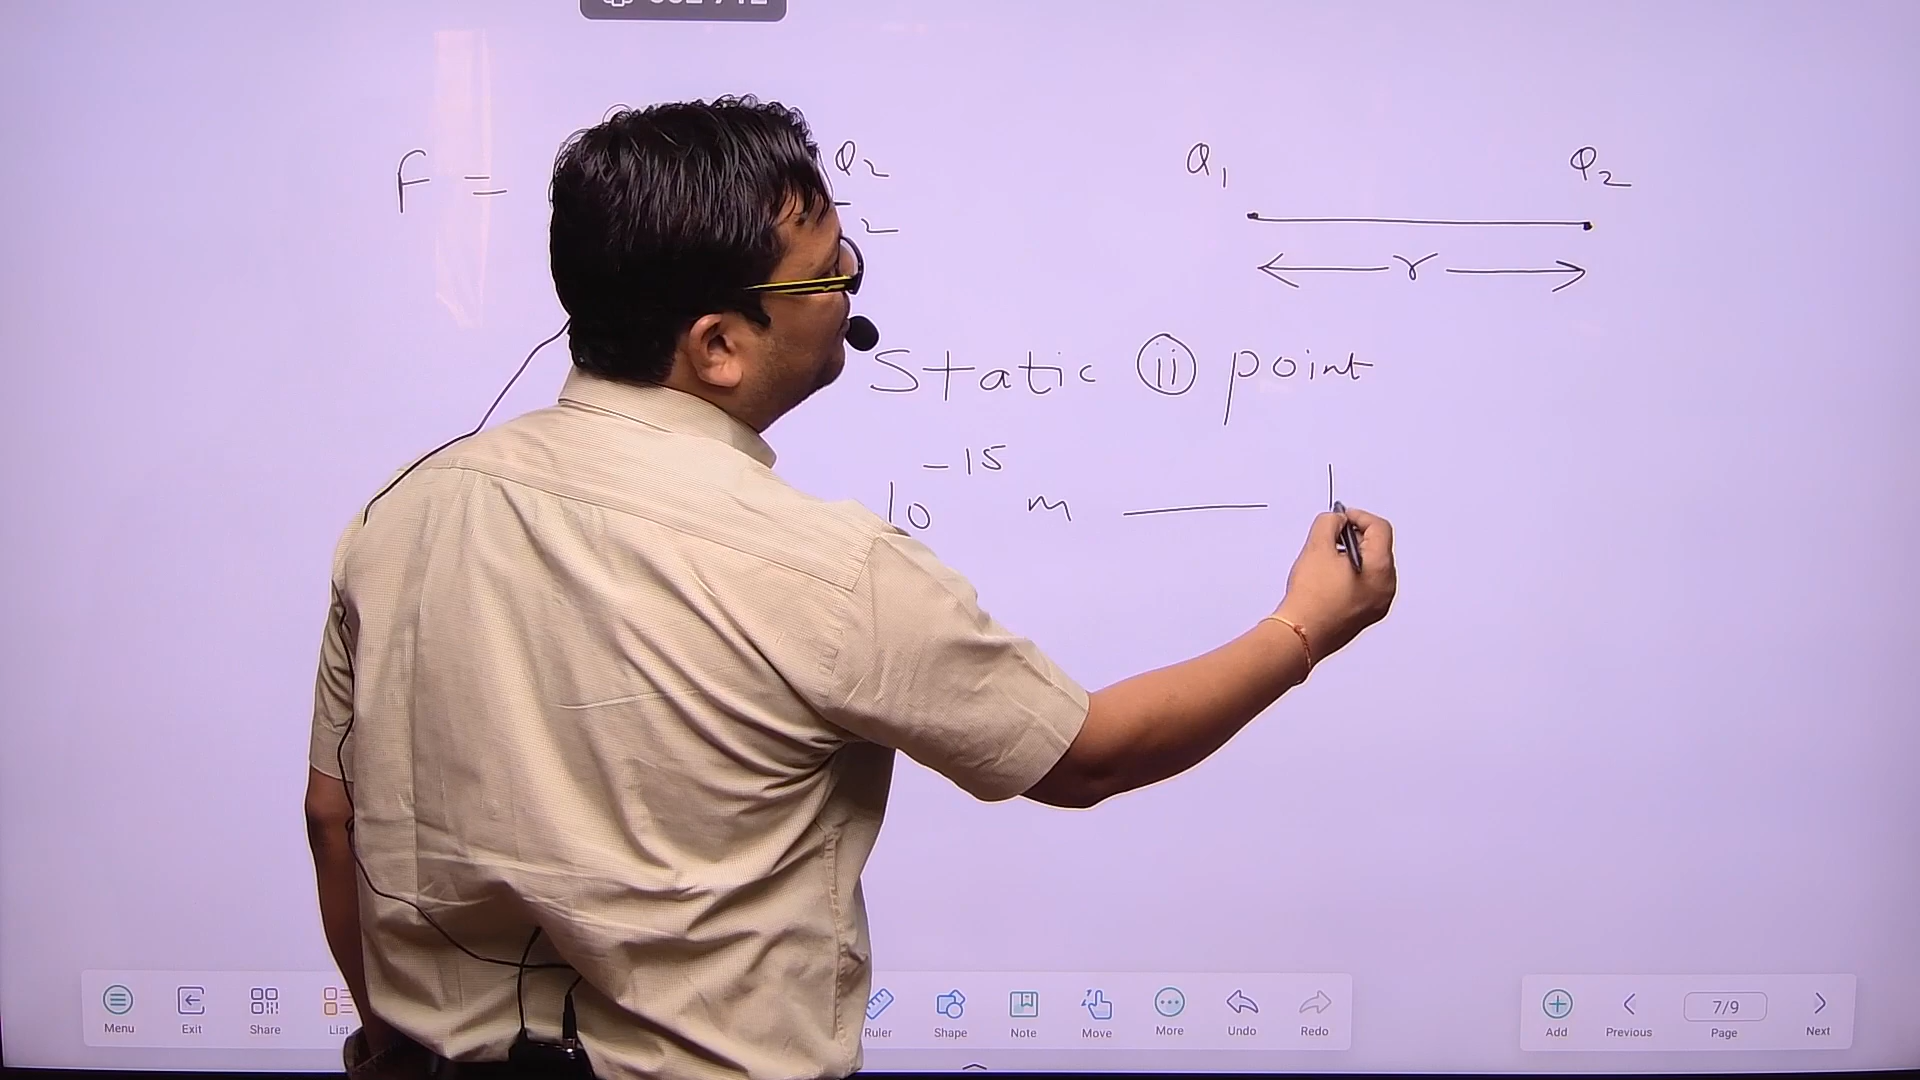 F = Q2
2
Q1 Q2
r
Static (ii) point
10^-15 m —
Menu Exit Share List Ruler Shape Note Move More Undo Redo
Add Previous 7/9 Page Next